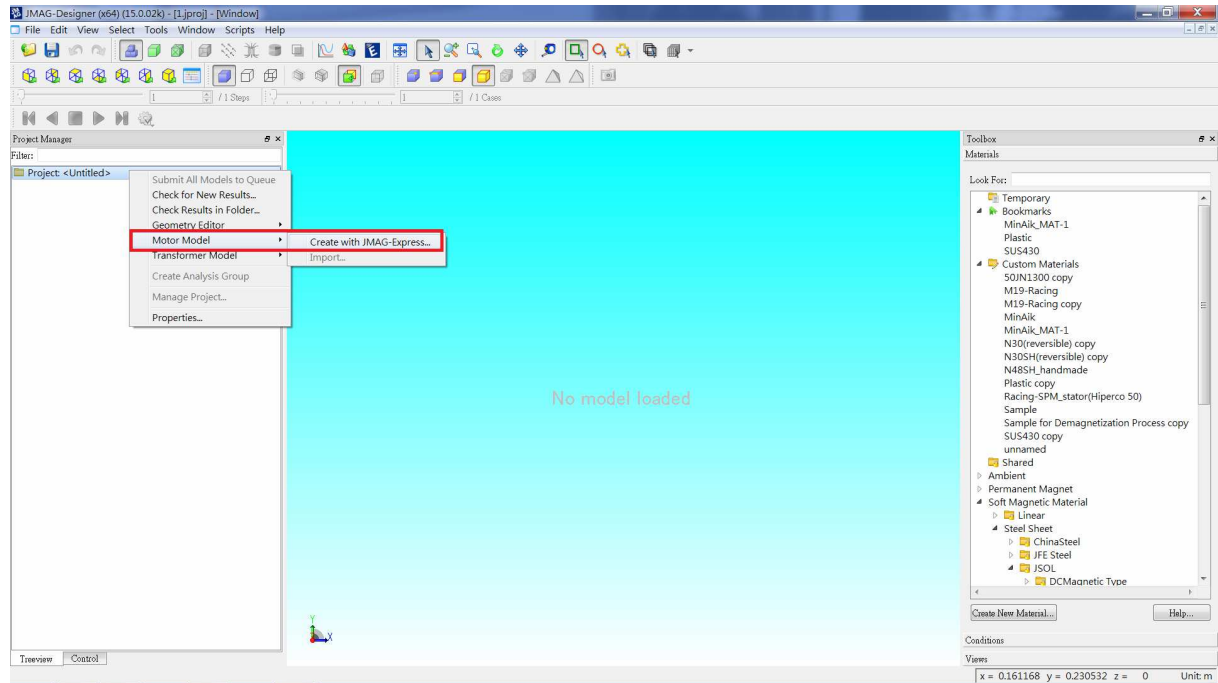 JMAG-Designer (x64) (15.0.02k) - [1.jproj] - [Window]
File Edit View Select Tools Window Scripts Help
1 / 1 Steps 1 / 1 Cases
Project Manager
Filter:
Project: <Untitled>
Submit All Models to Queue
Check for New Results...
Check Results in Folder...
Geometry Editor
Motor Model
Create with JMAG-Express...
Transformer Model
Import...
Create Analysis Group
Manage Project...
Properties...
No model loaded
Y
X
Treeview Control
Toolbox
Materials
Look For:
Temporary
Bookmarks
MinAik_MAT-1
Plastic
SUS430
Custom Materials
50JN1300 copy
M19-Racing
M19-Racing copy
MinAik
MinAik_MAT-1
N30(reversible) copy
N30SH(reversible) copy
N48SH_handmade
Plastic copy
Racing-SPM_stator(Hiperco 50)
Sample
Sample for Demagnetization Process copy
SUS430 copy
unnamed
Shared
Ambient
Permanent Magnet
Soft Magnetic Material
Linear
Steel Sheet
ChinaSteel
JFE Steel
JSOL
DCMagnetic Type
Create New Material... Help...
Conditions
Views
x = 0.161168 y = 0.230532 z = 0 Unit: m